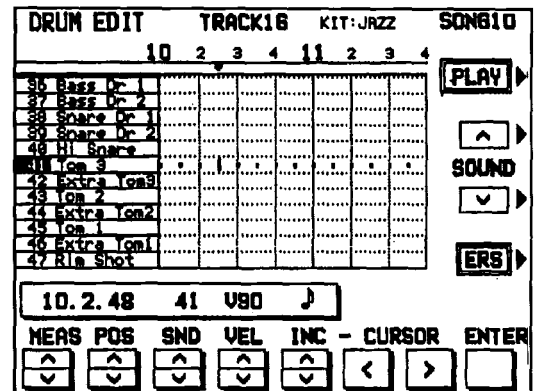 DRUM EDIT TRACK16 KIT:JAZZ SONG10
10 2 3 4 11 2 3 4
PLAY
36 Bass Dr 1
37 Bass Dr 2
38 Snare Dr 1
39 Snare Dr 2
40 Hi Snare
41 Tom 3
42 Extra Tom3
43 Tom 2
44 Extra Tom2
45 Tom 1
46 Extra Tom1
47 Rim Shot
SOUND
ERS
10.2.48 41 V90 ♪
MEAS POS SND VEL INC - CURSOR ENTER